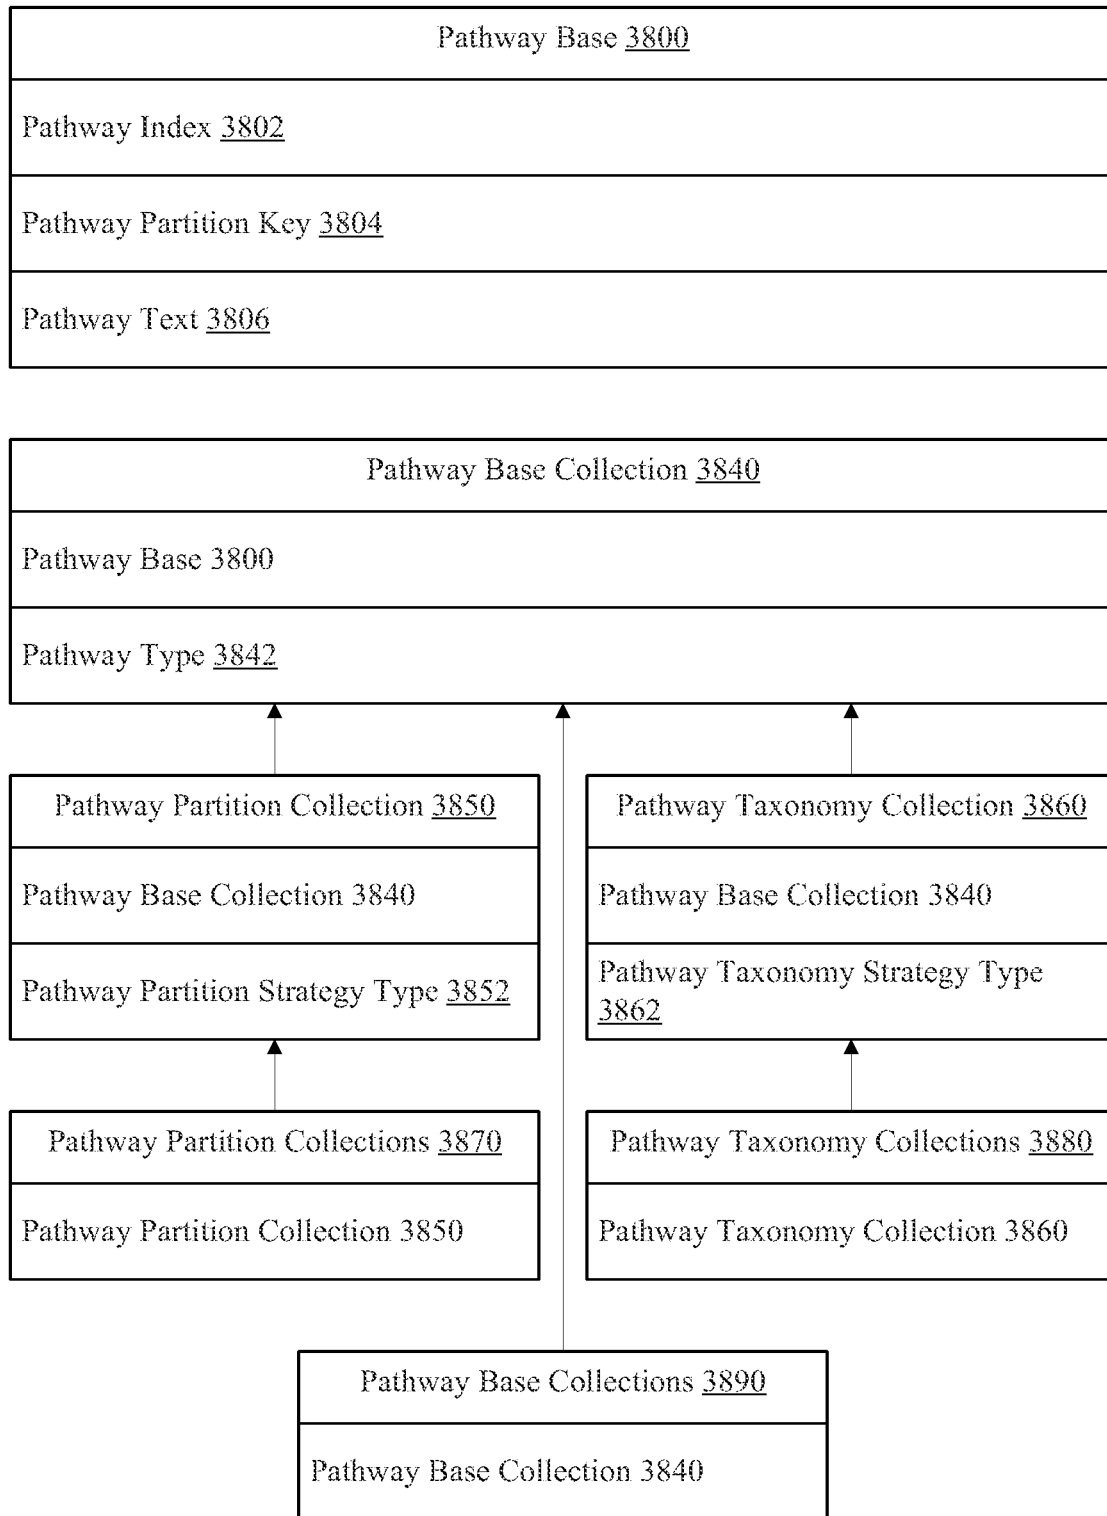 Pathway Base 3800
Pathway Index 3802
Pathway Partition Key 3804
Pathway Text 3806
Pathway Base Collection 3840
Pathway Base 3800
Pathway Type 3842
Pathway Partition Collection 3850
Pathway Base Collection 3840
Pathway Partition Strategy Type 3852
Pathway Taxonomy Collection 3860
Pathway Base Collection 3840
Pathway Taxonomy Strategy Type
3862
Pathway Partition Collections 3870
Pathway Partition Collection 3850
Pathway Taxonomy Collections 3880
Pathway Taxonomy Collection 3860
Pathway Base Collections 3890
Pathway Base Collection 3840